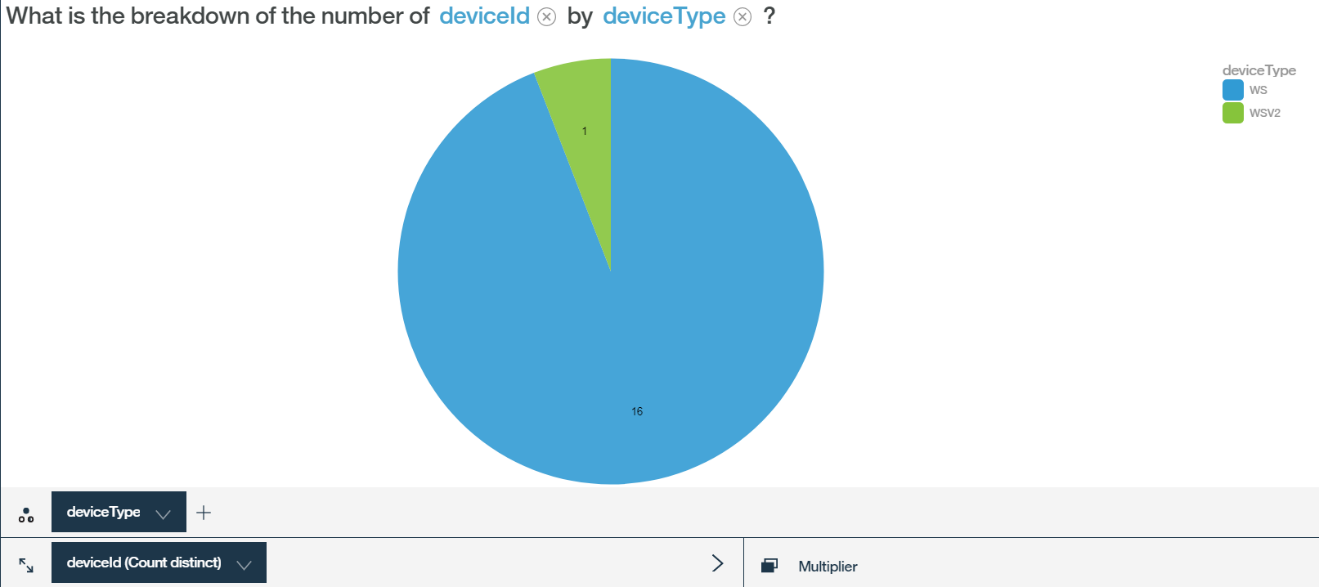 What is the breakdown of the number of deviceId by deviceType ?
deviceType
WS
WSV2
1
16
deviceType
deviceId (Count distinct)
Multiplier